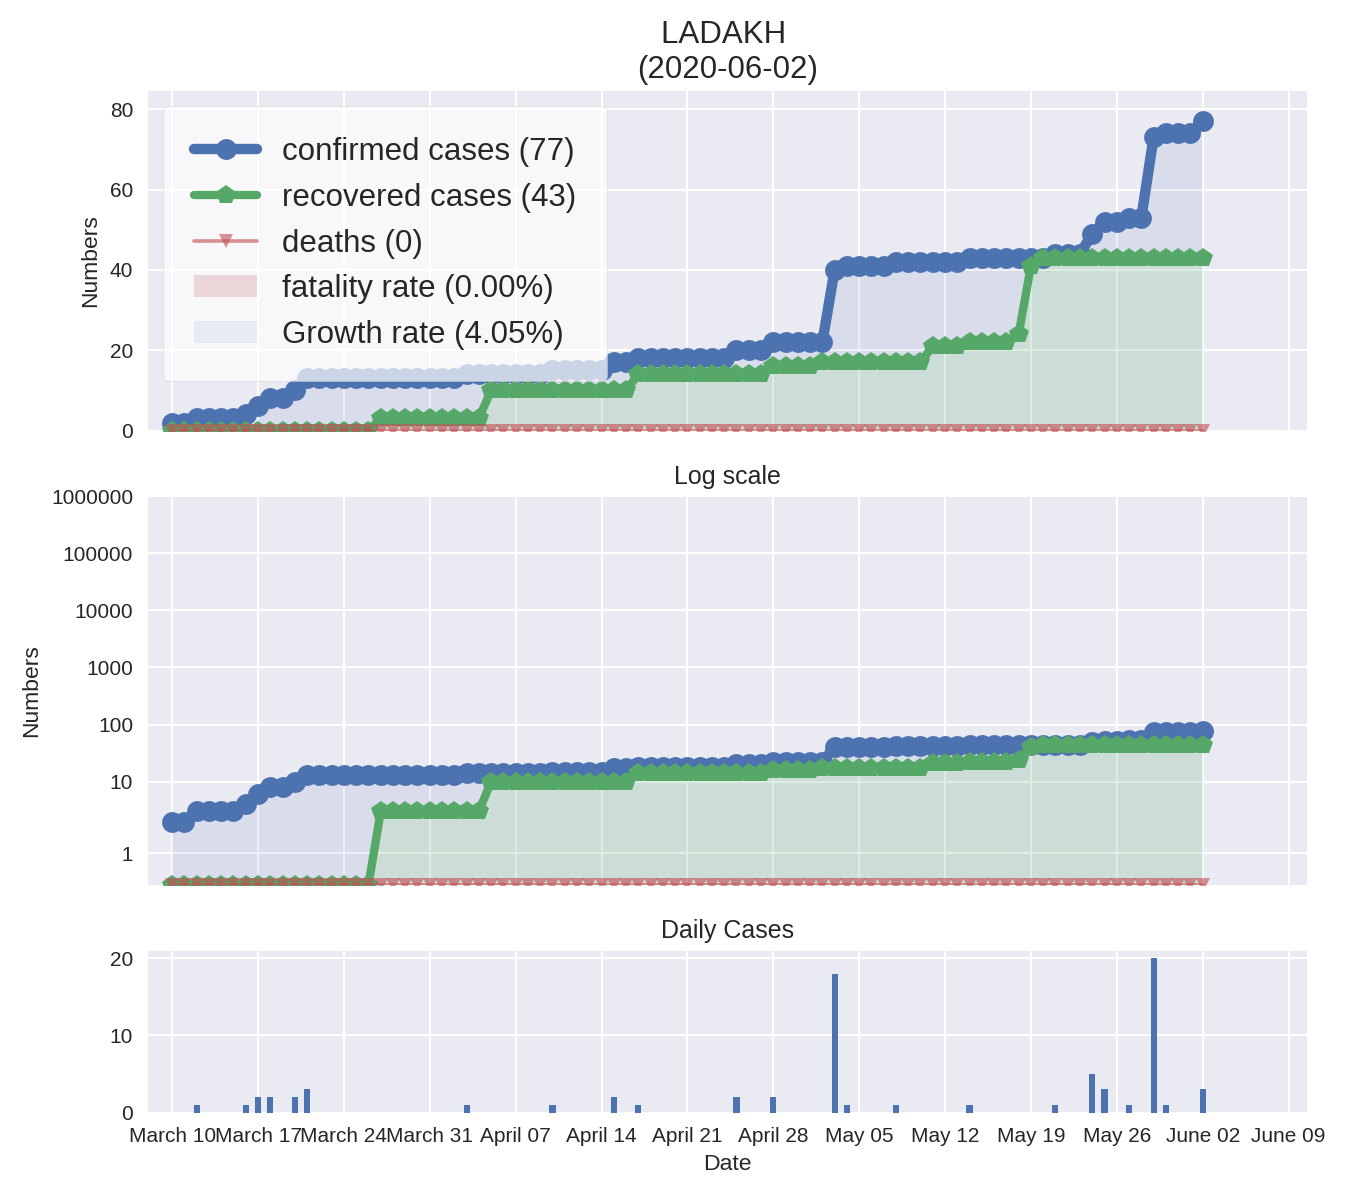 LADAKH
(2020-06-02)
80
60
40
20
0
Numbers
confirmed cases (77)
recovered cases (43)
deaths (0)
fatality rate (0.00%)
Growth rate (4.05%)
Log scale
1000000
100000
10000
1000
100
10
1
Numbers
Daily Cases
20
10
0
March 10 March 17 March 24 March 31 April 07 April 14 April 21 April 28 May 05 May 12 May 19 May 26 June 02 June 09
Date